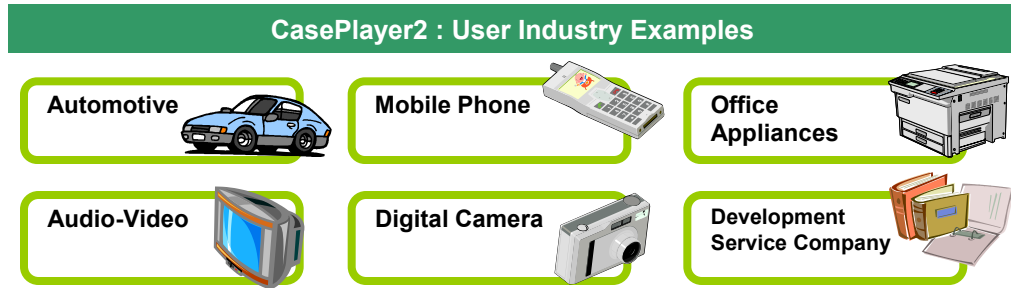 CasePlayer2 : User Industry Examples
Automotive
Mobile Phone
Office
Appliances
Audio-Video
Digital Camera
Development
Service Company